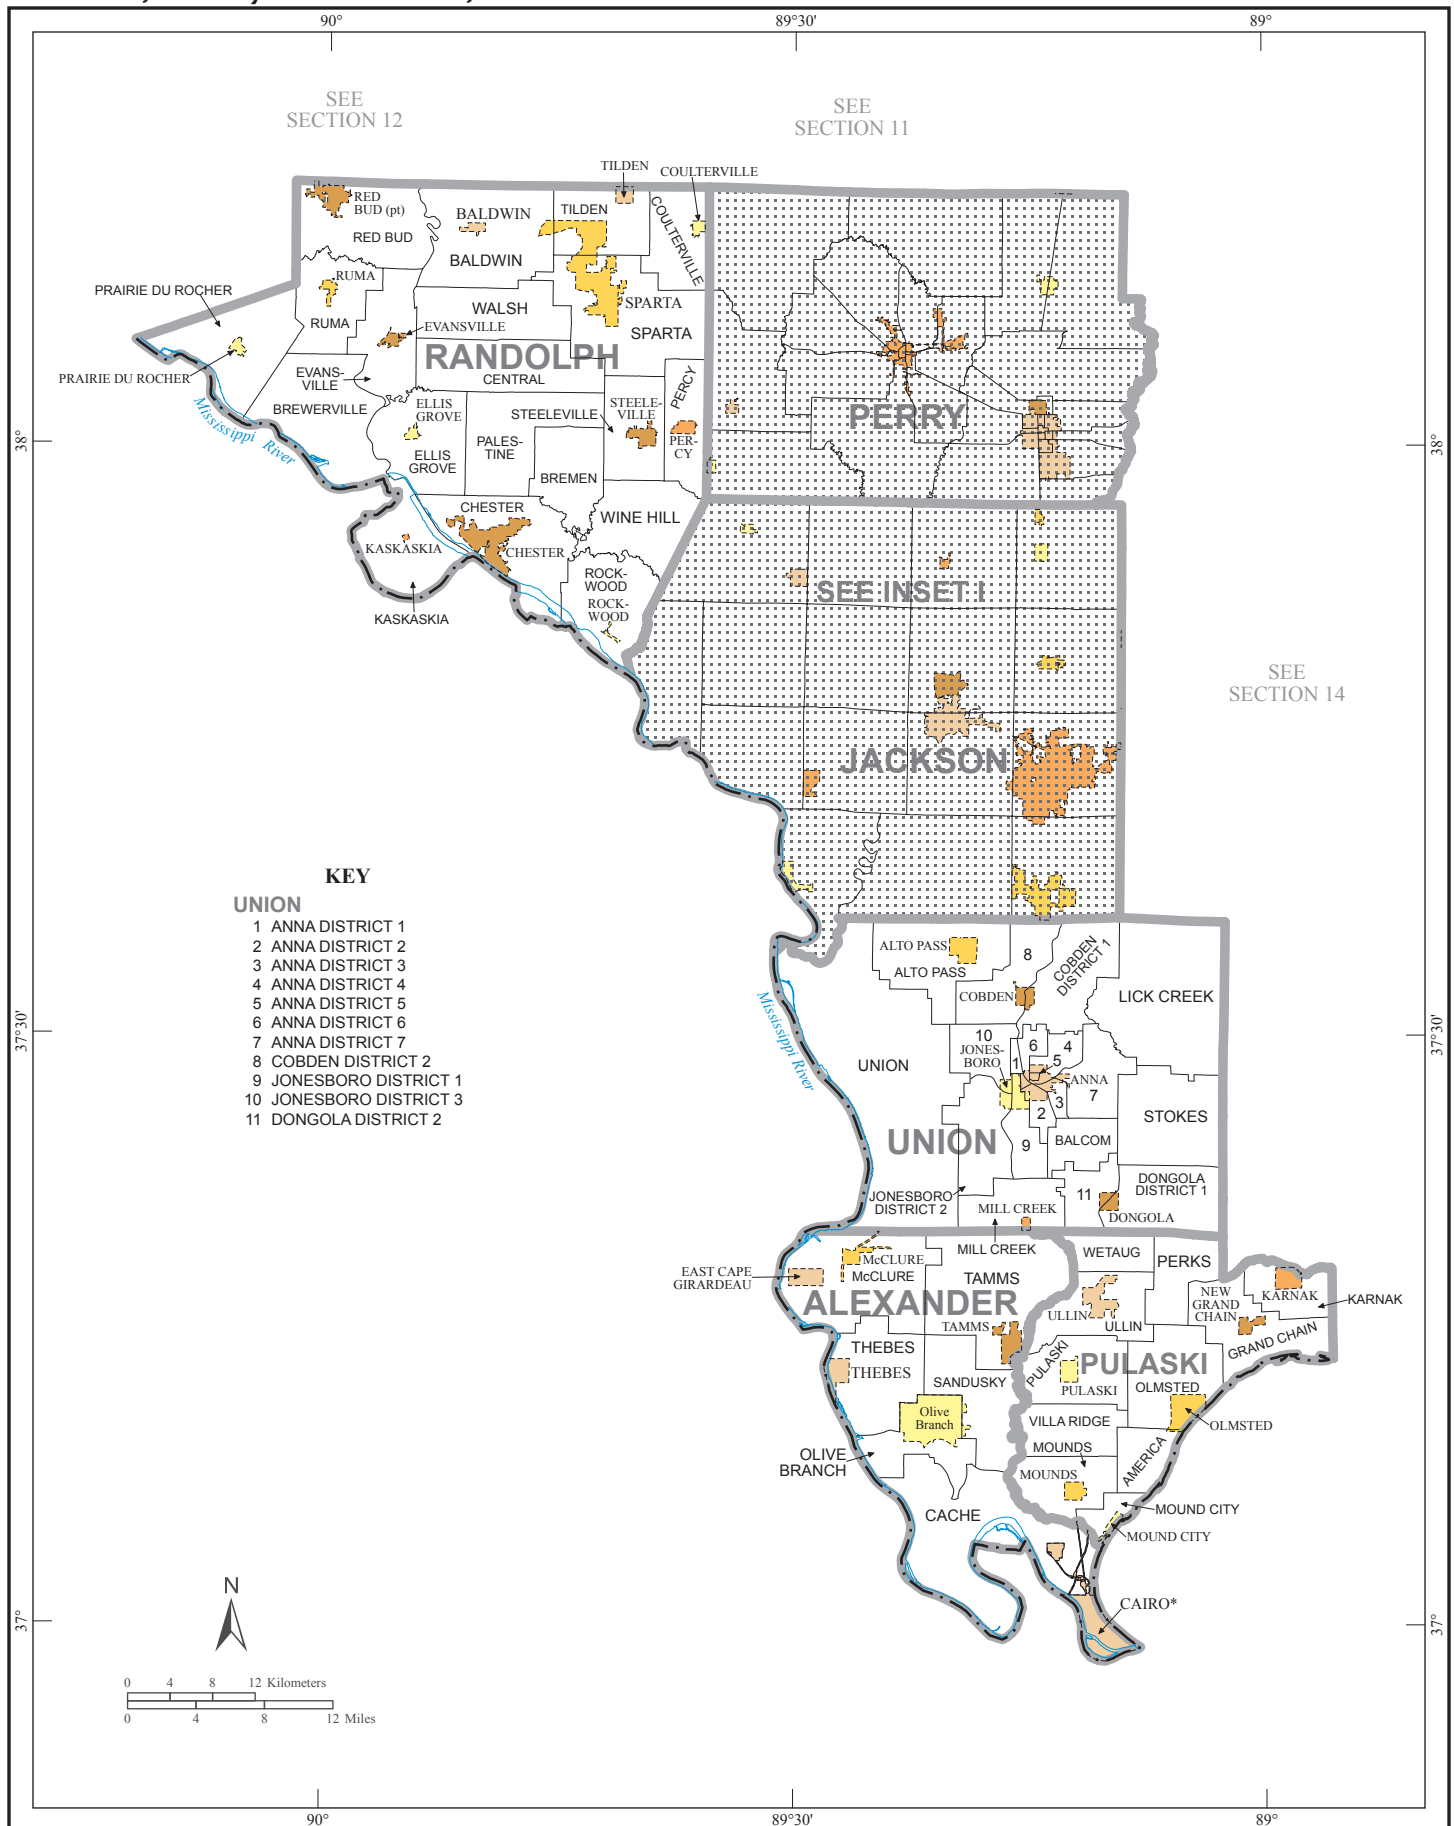 90°
89°30'
89°
SEE
SECTION 12
SEE
SECTION 11
TILDEN
COULTERVILLE
RED
BUD (pt)
RED BUD
BALDWIN
BALDWIN
TILDEN
COULTERVILLE
PRAIRIE DU ROCHER
RUMA
RUMA
WALSH
SPARTA
SPARTA
EVANSVILLE
RANDOLPH
PRAIRIE DU ROCHER
EVANS-
VILLE
CENTRAL
PERCY
BREWERVILLE
ELLIS
GROVE
STEELEVILLE
STEELE-
VILLE
PERRY
Mississippi River
ELLIS
GROVE
PALES-
TINE
PER-
CY
38°
38°
BREMEN
CHESTER
WINE HILL
KASKASKIA
CHESTER
ROCK-
WOOD
ROCK-
WOOD
KASKASKIA
SEE INSET I
SEE
SECTION 14
JACKSON
KEY
UNION
1 ANNA DISTRICT 1
2 ANNA DISTRICT 2
3 ANNA DISTRICT 3
4 ANNA DISTRICT 4
5 ANNA DISTRICT 5
6 ANNA DISTRICT 6
7 ANNA DISTRICT 7
8 COBDEN DISTRICT 2
9 JONESBORO DISTRICT 1
10 JONESBORO DISTRICT 3
11 DONGOLA DISTRICT 2
ALTO PASS
ALTO PASS
8
COBDEN
DISTRICT 1
COBDEN
LICK CREEK
Mississippi River
37°30'
37°30'
10
JONES-
BORO
6
4
UNION
1
5
ANNA
7
3
2
STOKES
UNION
9
BALCOM
JONESBORO
DISTRICT 2
11
DONGOLA
DISTRICT 1
MILL CREEK
DONGOLA
MILL CREEK
McCLURE
McCLURE
EAST CAPE
GIRARDEAU
TAMMS
WETAUG
PERKS
ALEXANDER
NEW
GRAND
CHAIN
KARNAK
KARNAK
TAMMS
ULLIN
ULLIN
GRAND CHAIN
THEBES
THEBES
PULASKI
PULASKI
SANDUSKY
PULASKI
OLMSTED
Olive
Branch
OLMSTED
VILLA RIDGE
OLIVE
BRANCH
MOUNDS
MOUNDS
AMERICA
CACHE
MOUND CITY
MOUND CITY
CAIRO*
37°
37°
N
0 4 8 12 Kilometers
0 4 8 12 Miles
90°
89°30'
89°